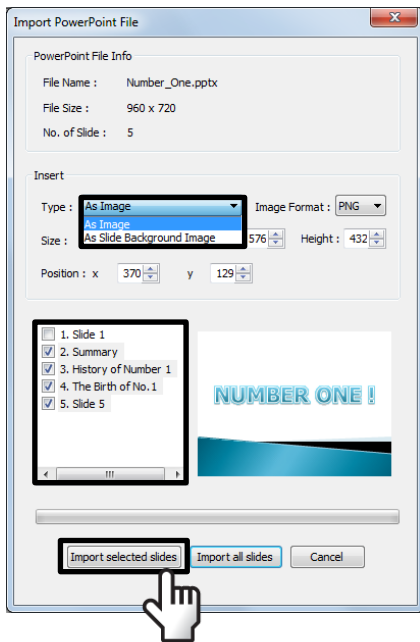 Import PowerPoint File
PowerPoint File Info
File Name : Number_One.pptx
File Size : 960 x 720
No. of Slide : 5
Insert
Type : As Image Image Format : PNG
As Image
As Slide Background Image
Size : 576 Height : 432
Position : x 370 y 129
1. Slide 1
2. Summary
3. History of Number 1
4. The Birth of No.1
5. Slide 5
NUMBER ONE !
Import selected slides Import all slides Cancel